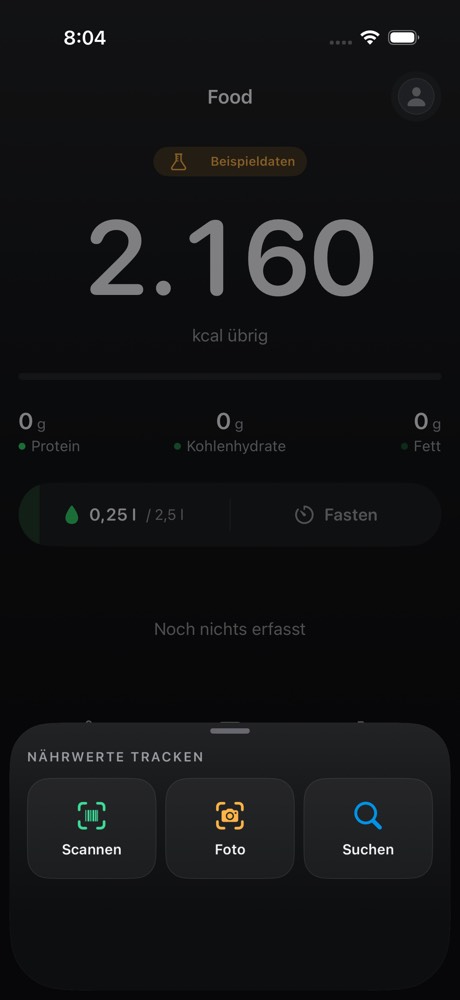 8:04
Food
Beispieldaten
2.160
kcal übrig
0 g 0 g 0 g
Protein Kohlenhydrate Fett
0,25 l / 2,5 l Fasten
Noch nichts erfasst
NÄHRWERTE TRACKEN
Scannen Foto Suchen